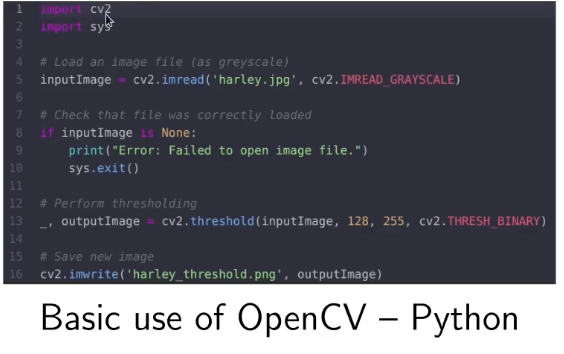 1 import cv2
2 import sys
3
4 # Load an image file (as greyscale)
5 inputImage = cv2.imread('harley.jpg', cv2.IMREAD_GRAYSCALE)
6
7 # Check that file was correctly loaded
8 if inputImage is None:
9     print("Error: Failed to open image file.")
10     sys.exit()
11
12 # Perform thresholding
13 _, outputImage = cv2.threshold(inputImage, 128, 255, cv2.THRESH_BINARY)
14
15 # Save new image
16 cv2.imwrite('harley_threshold.png', outputImage)
Basic use of OpenCV – Python